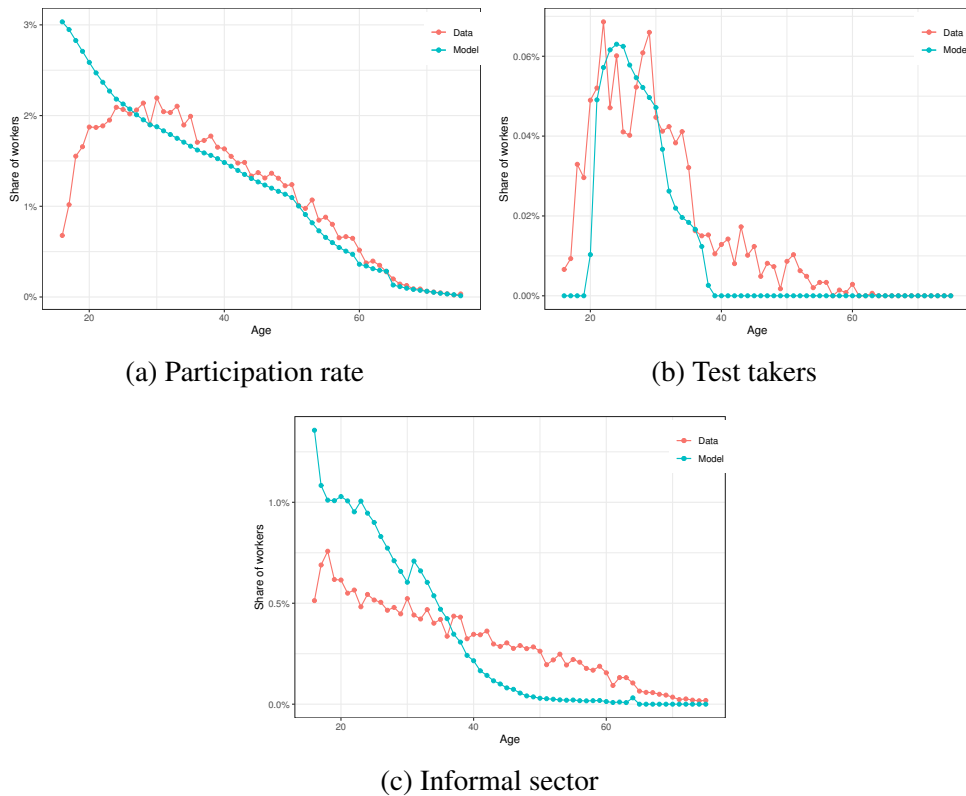 3%
2%
1%
0%
Share of workers
20
40
60
Age
Data
Model
(a) Participation rate
0.06%
0.04%
0.02%
0.00%
Share of workers
20
40
60
Age
Data
Model
(b) Test takers
1.0%
0.5%
0.0%
Share of workers
20
40
60
Age
Data
Model
(c) Informal sector